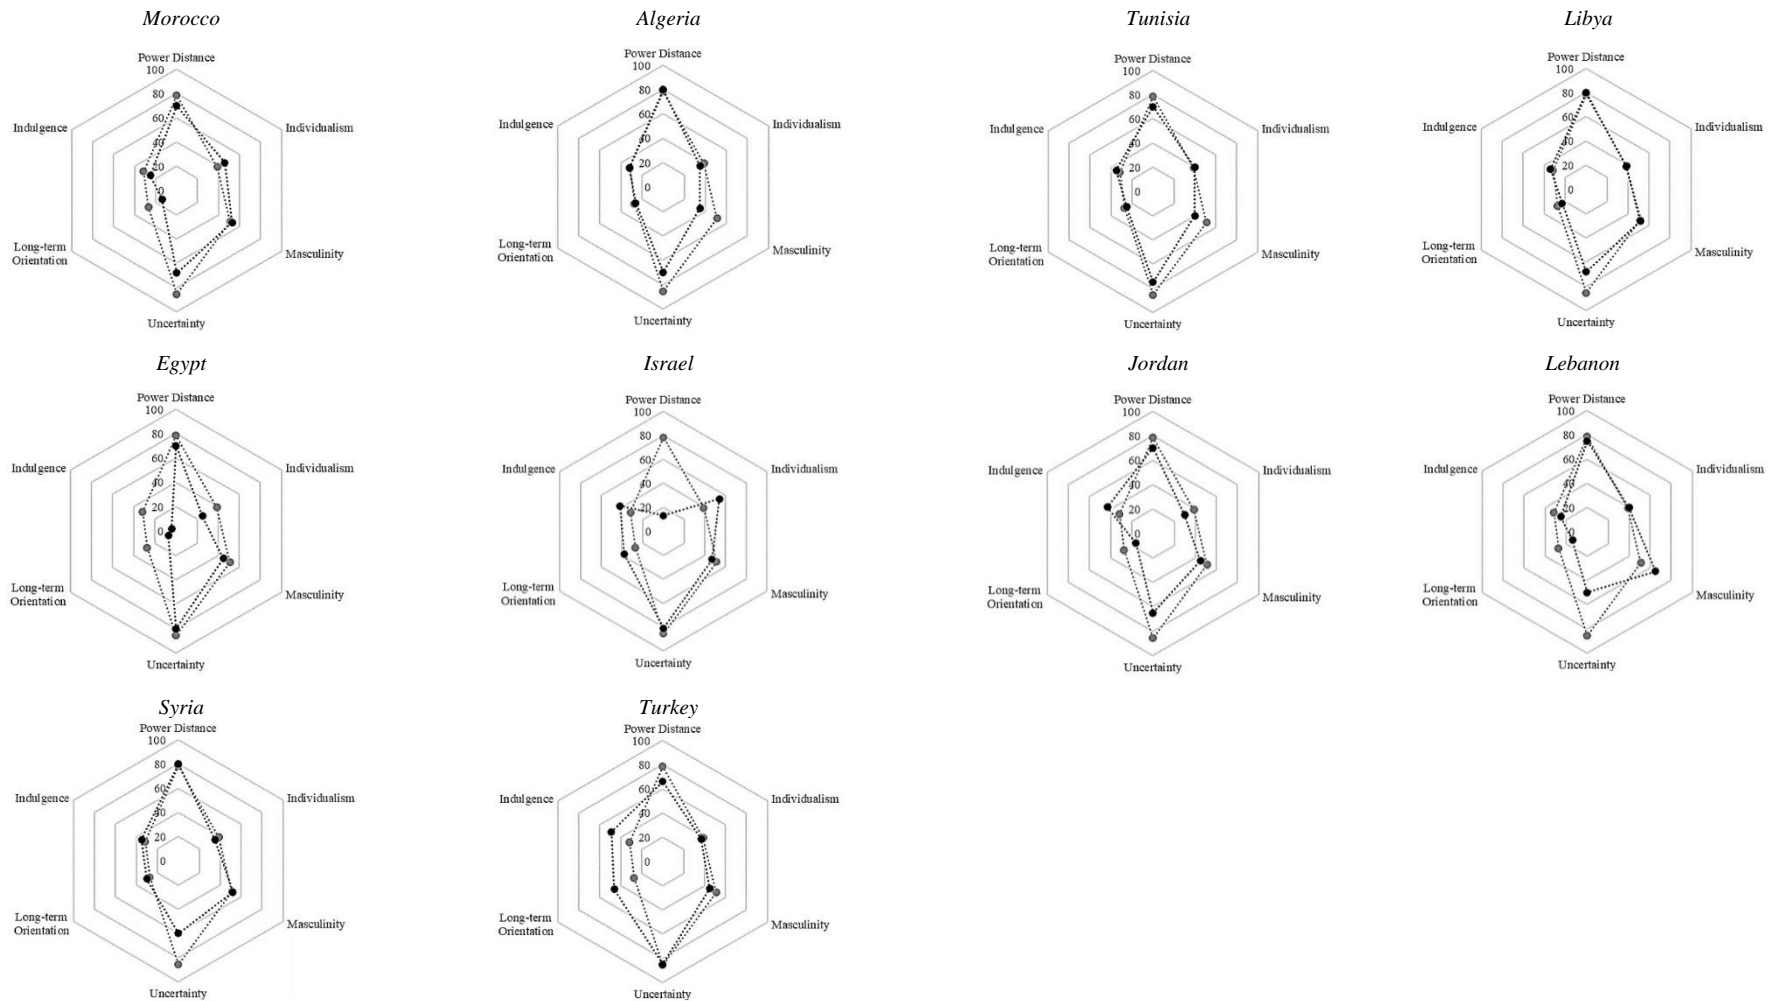 Morocco
Power Distance
100
80
60
40
20
0
Indulgence
Individualism
Long-term
Orientation
Masculinity
Uncertainty
Algeria
Power Distance
100
80
60
40
20
0
Indulgence
Individualism
Long-term
Orientation
Masculinity
Uncertainty
Tunisia
Power Distance
100
80
60
40
20
0
Indulgence
Individualism
Long-term
Orientation
Masculinity
Uncertainty
Libya
Power Distance
100
80
60
40
20
0
Indulgence
Individualism
Long-term
Orientation
Masculinity
Uncertainty
Egypt
Power Distance
100
80
60
40
20
0
Indulgence
Individualism
Long-term
Orientation
Masculinity
Uncertainty
Israel
Power Distance
100
80
60
40
20
0
Indulgence
Individualism
Long-term
Orientation
Masculinity
Uncertainty
Jordan
Power Distance
100
80
60
40
20
0
Indulgence
Individualism
Long-term
Orientation
Masculinity
Uncertainty
Lebanon
Power Distance
100
80
60
40
20
0
Indulgence
Individualism
Long-term
Orientation
Masculinity
Uncertainty
Syria
Power Distance
100
80
60
40
20
0
Indulgence
Individualism
Long-term
Orientation
Masculinity
Uncertainty
Turkey
Power Distance
100
80
60
40
20
0
Indulgence
Individualism
Long-term
Orientation
Masculinity
Uncertainty